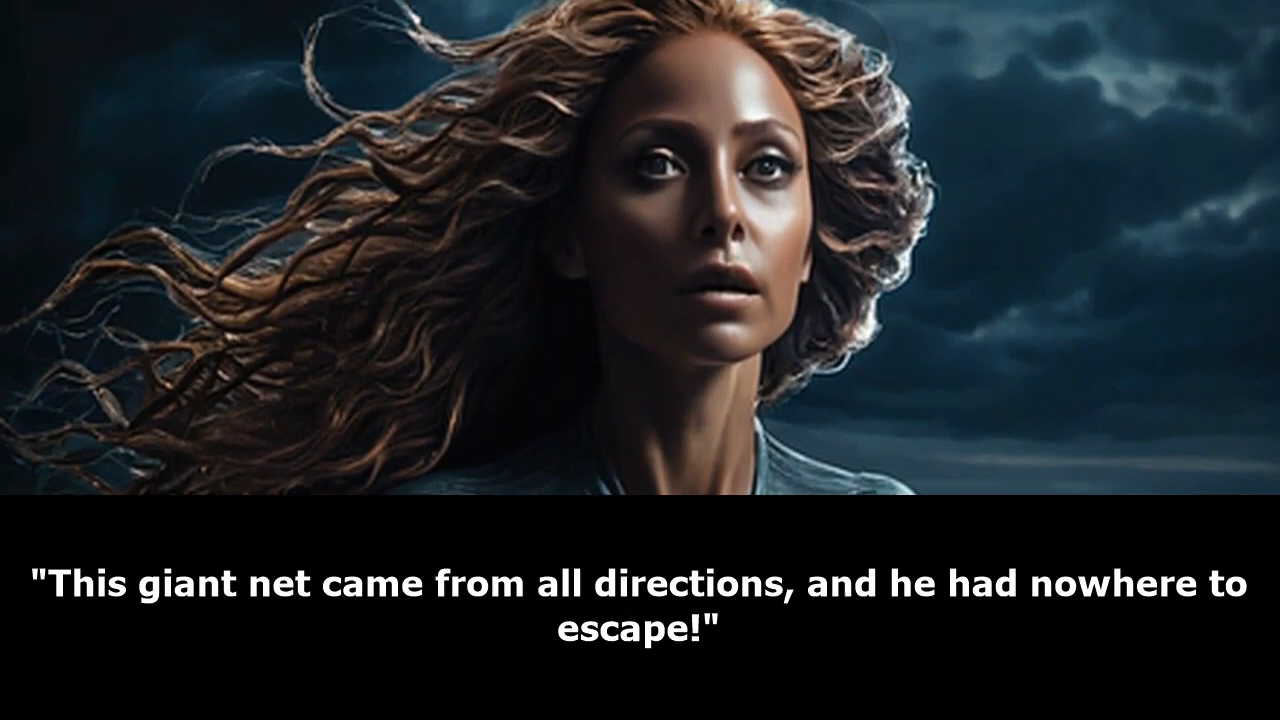 "This giant net came from all directions, and he had nowhere to
escape!"